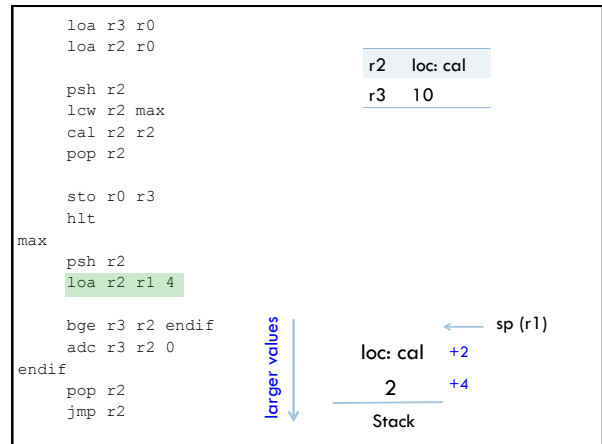 loa r3 r0
loa r2 r0
psh r2
lcw r2 max
cal r2 r2
pop r2
sto r0 r3
hlt
max
psh r2
loa r2 r1 4
bge r3 r2 endif
adc r3 r2 0
endif
pop r2
jmp r2
r2 loc: cal
r3 10
larger values
sp (r1)
loc: cal +2
2 +4
Stack